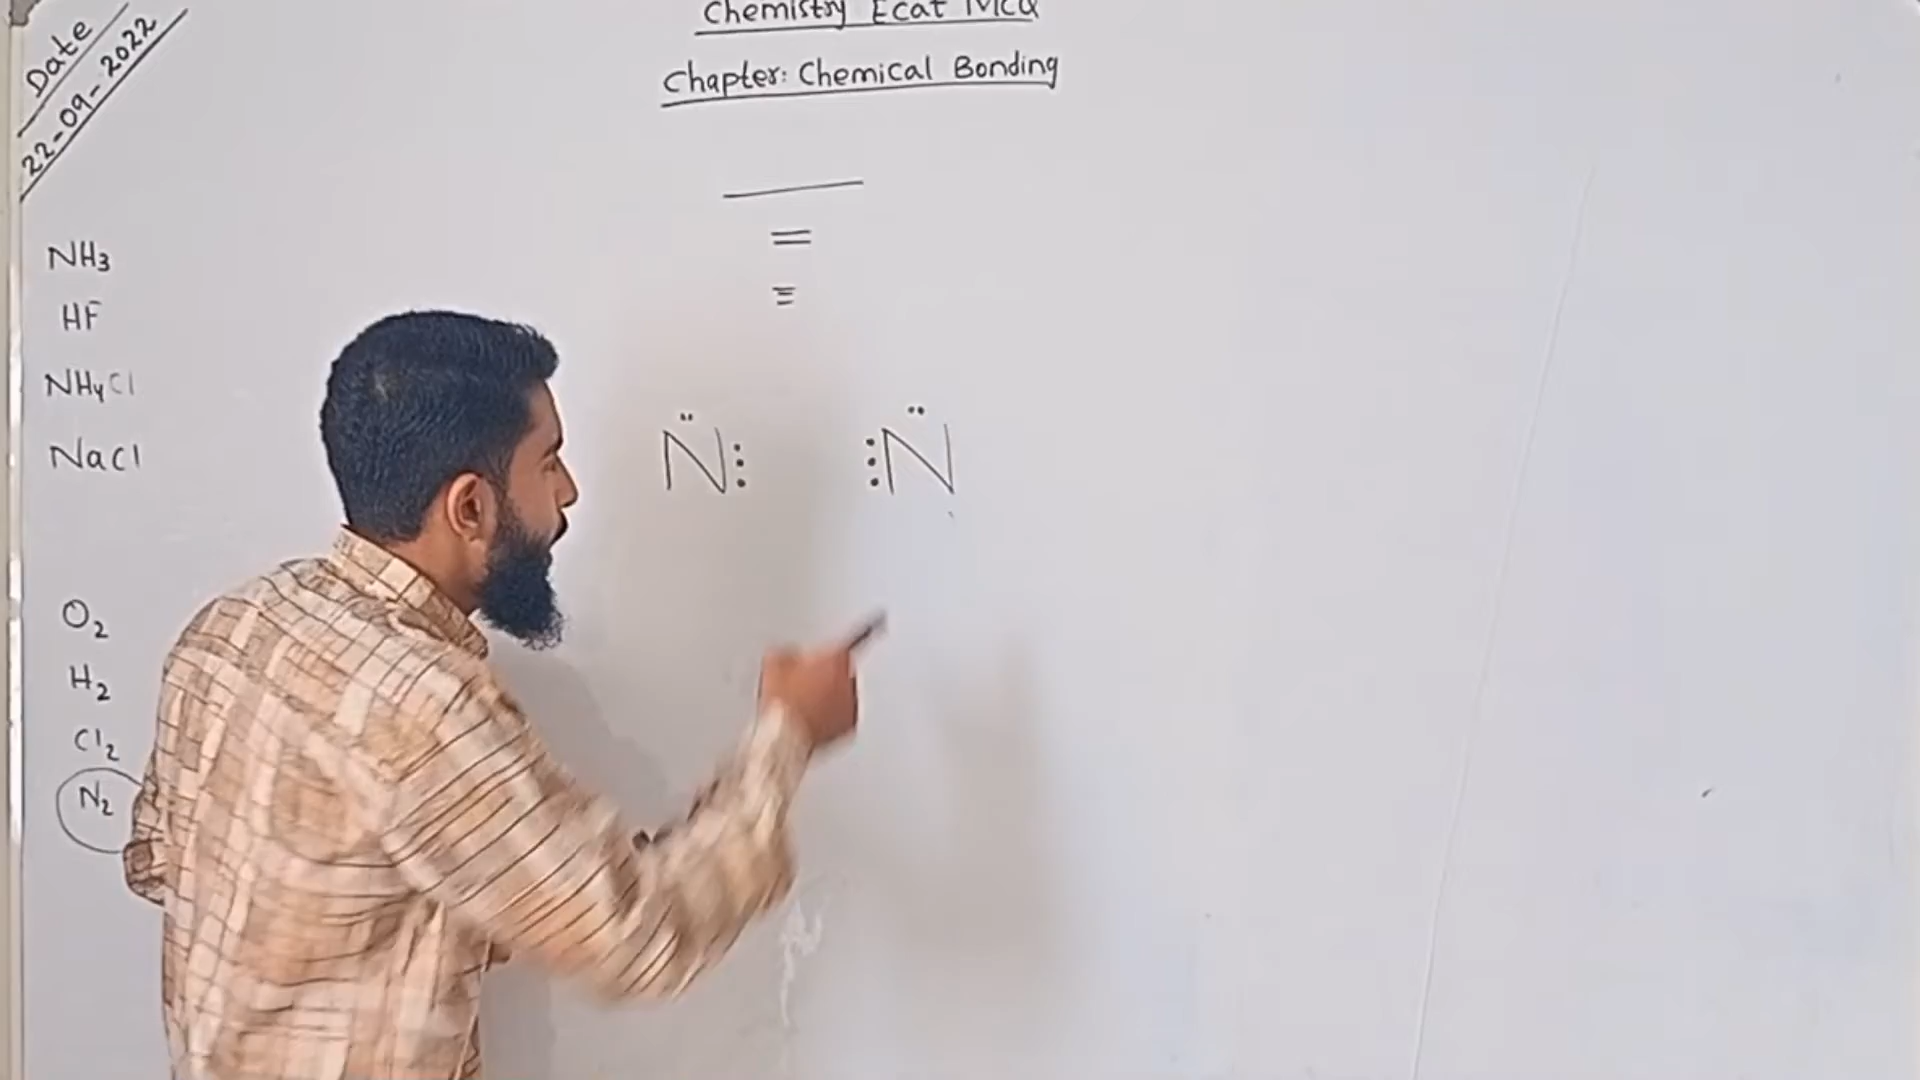 Date
22-09-2022
Chemistry Ecat MCQ
Chapter: Chemical Bonding
NH₃
HF
NH₄Cl
NaCl
O₂
H₂
Cl₂
N₂
N N